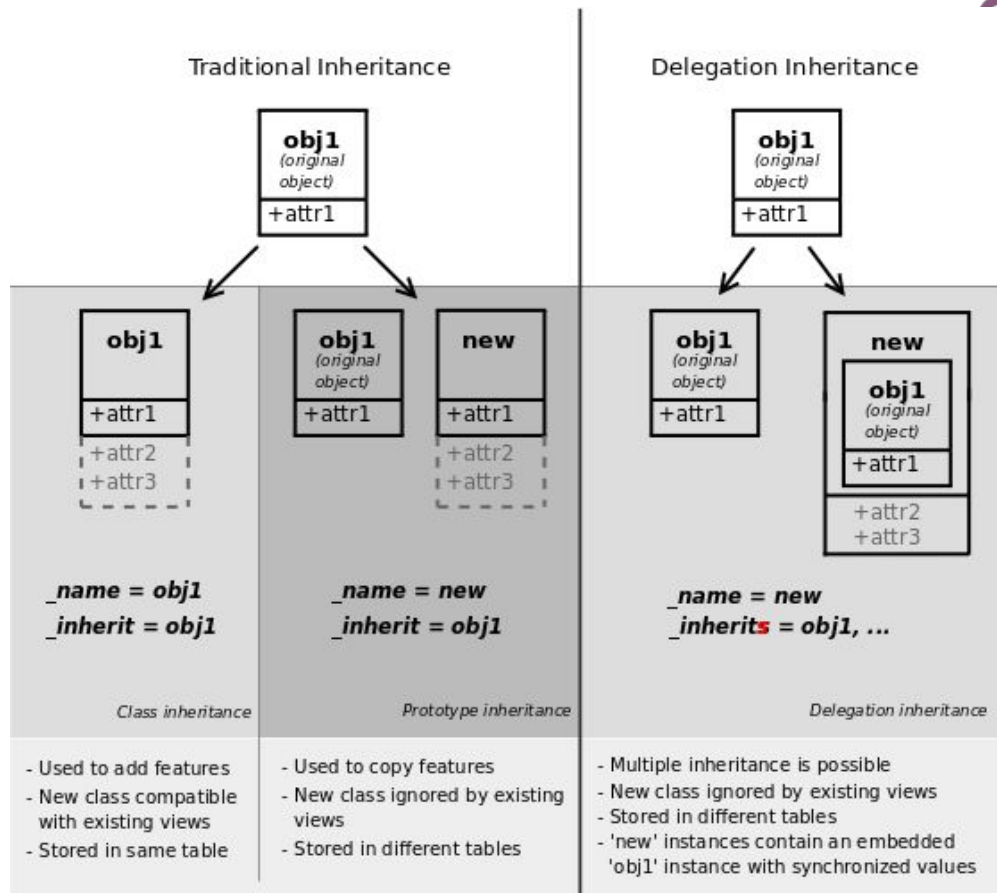 Traditional Inheritance
Delegation Inheritance
obj1
(original
object)
+attr1
obj1
(original
object)
+attr1
obj1
+attr1
+attr2
+attr3
obj1
(original
object)
+attr1
new
+attr1
+attr2
+attr3
obj1
(original
object)
+attr1
new
obj1
(original
object)
+attr1
+attr2
+attr3
_name = obj1
_inherit = obj1
_name = new
_inherit = obj1
_name = new
_inherits = obj1, ...
Class inheritance
Prototype inheritance
Delegation inheritance
- Used to add features
- New class compatible
with existing views
- Stored in same table
- Used to copy features
- New class ignored by existing
views
- Stored in different tables
- Multiple inheritance is possible
- New class ignored by existing views
- Stored in different tables
- 'new' instances contain an embedded
'obj1' instance with synchronized values